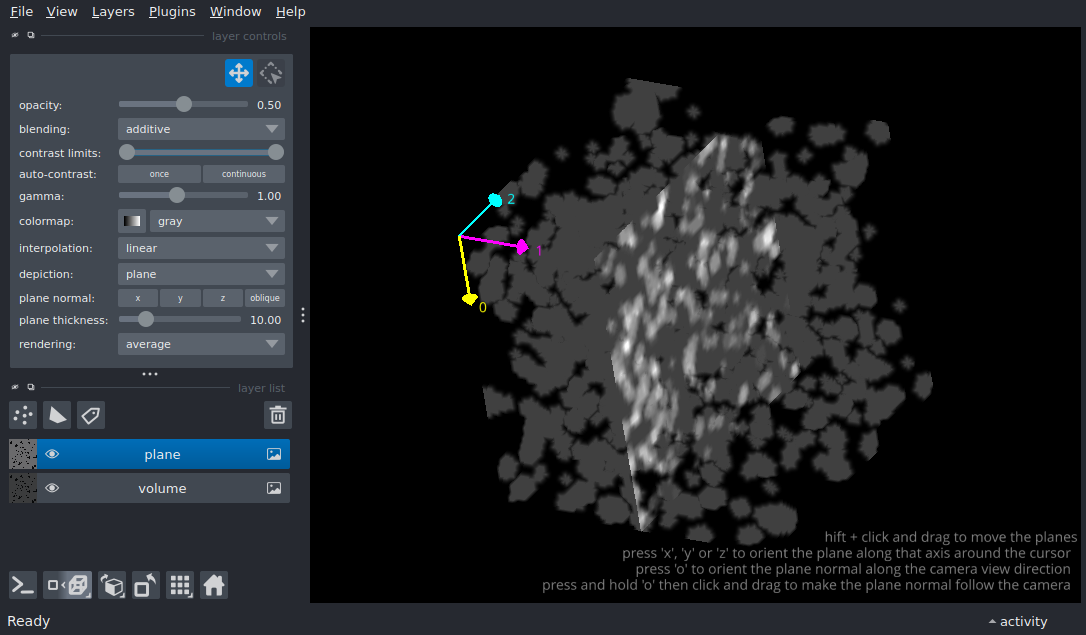 File View Layers Plugins Window Help
layer controls
opacity: 0.50
blending: additive
contrast limits:
auto-contrast: once continuous
gamma: 1.00
colormap: gray
interpolation: linear
depiction: plane
plane normal: x y z oblique
plane thickness: 10.00
rendering: average
layer list
plane
volume
2
1
0
hift + click and drag to move the planes
press 'x', 'y' or 'z' to orient the plane along that axis around the cursor
press 'o' to orient the plane normal along the camera view direction
press and hold 'o' then click and drag to make the plane normal follow the camera
Ready activity